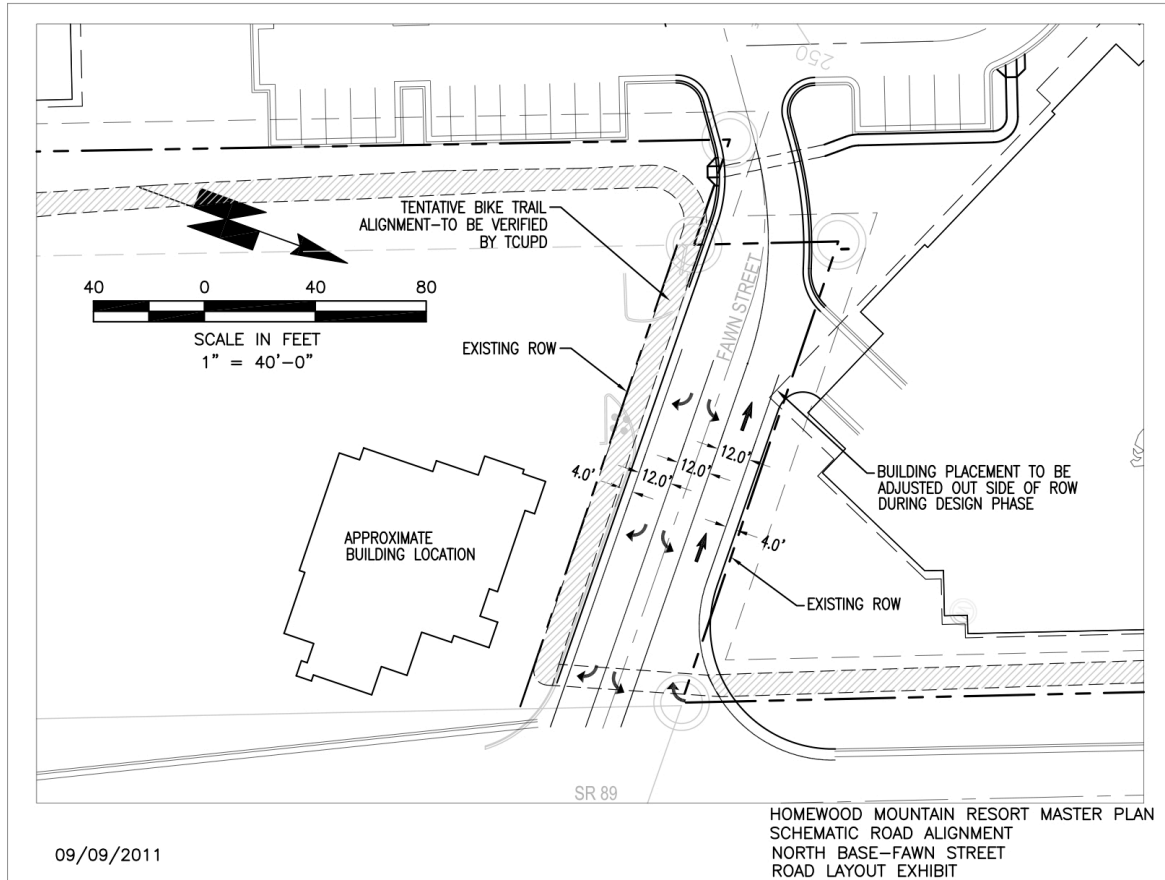 250
TENTATIVE BIKE TRAIL
ALIGNMENT-TO BE VERIFIED
BY TCUPD
FAWN STREET
40 0 40 80
SCALE IN FEET
1" = 40'-0"
EXISTING ROW
4.0' 12.0' 12.0' 12.0'
BUILDING PLACEMENT TO BE
ADJUSTED OUT SIDE OF ROW
DURING DESIGN PHASE
APPROXIMATE
BUILDING LOCATION
4.0'
EXISTING ROW
SR 89
HOMEWOOD MOUNTAIN RESORT MASTER PLAN
SCHEMATIC ROAD ALIGNMENT
NORTH BASE-FAWN STREET
ROAD LAYOUT EXHIBIT
09/09/2011